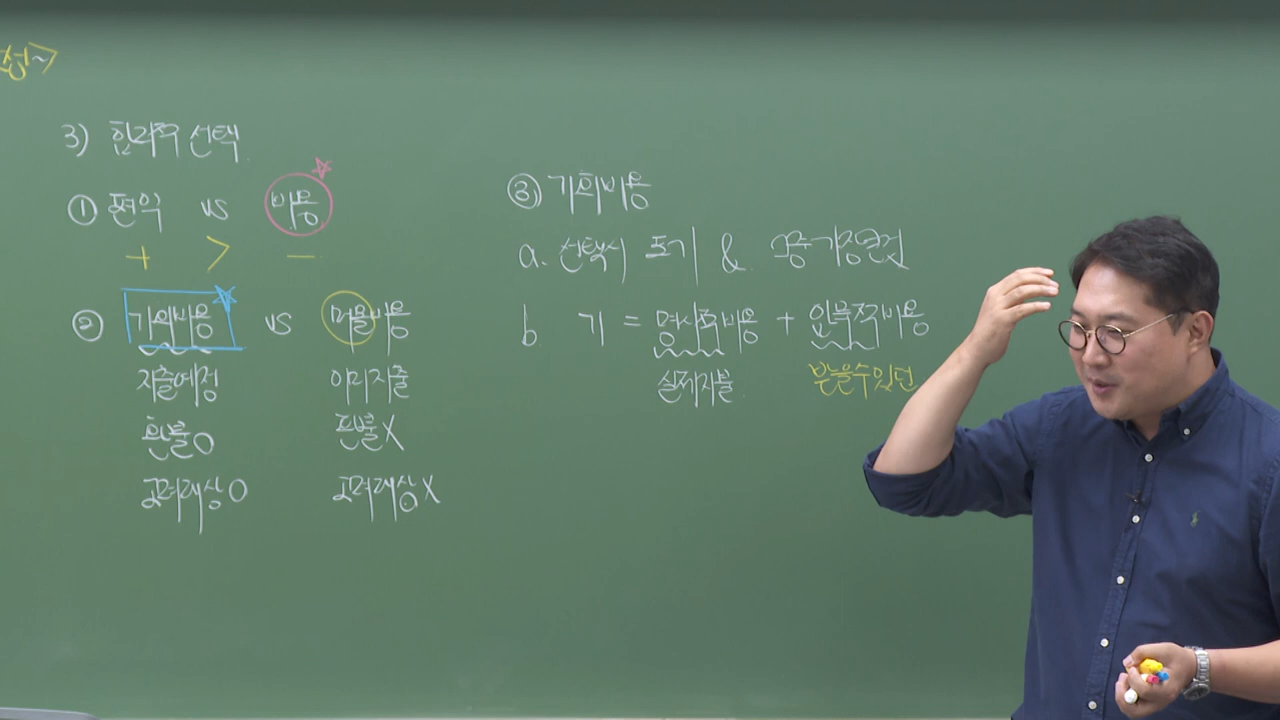 3) 합리적 선택
① 편익 vs 비용
+ > -
② 기회비용 vs 매몰비용
지출예정 이미지출
환불O 환불X
고려대상O 고려대상X
③ 기회비용
a. 선택시 포기 & 그중 가장 큰것
b 기 = 명시적비용 + 암묵적비용
실제지불 받을수있던